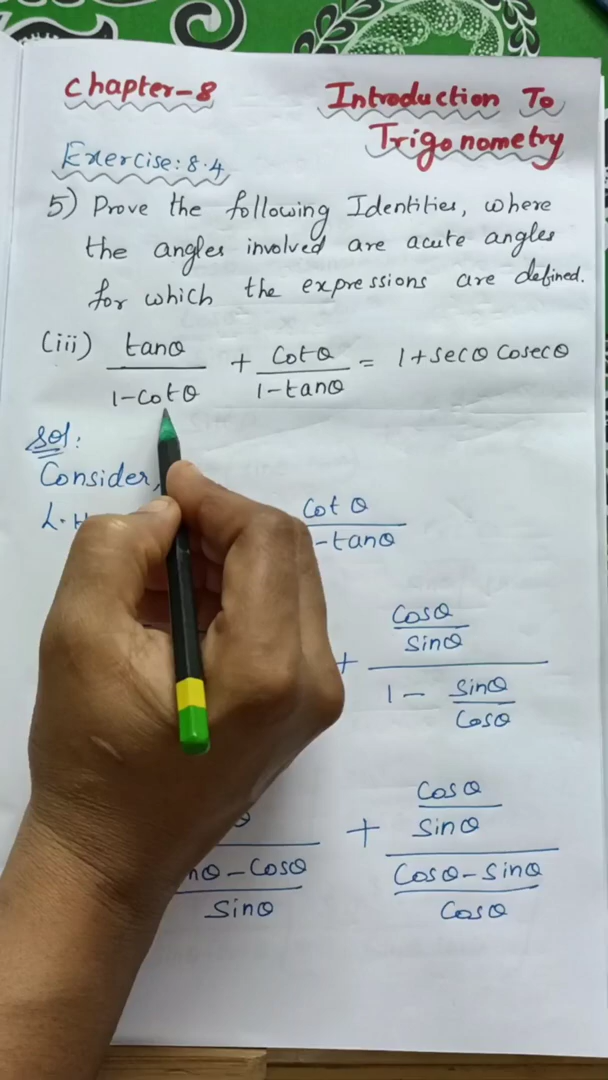 Chapter-8 Introduction To
Trigonometry
Exercise: 8.4
5) Prove the following Identities, where
the angles involved are acute angles
for which the expressions are defined.
(iii) tanθ/(1-cotθ) + Cotθ/(1-tanθ) = 1+secθ Cosecθ
Sol:
Consider,
L.H
Cot θ
-tanθ
+ (Cosθ/Sinθ)/(1 - Sinθ/Cosθ)
θ
-Cosθ
Sinθ
+ (Cosθ/Sinθ)/((Cosθ-Sinθ)/Cosθ)